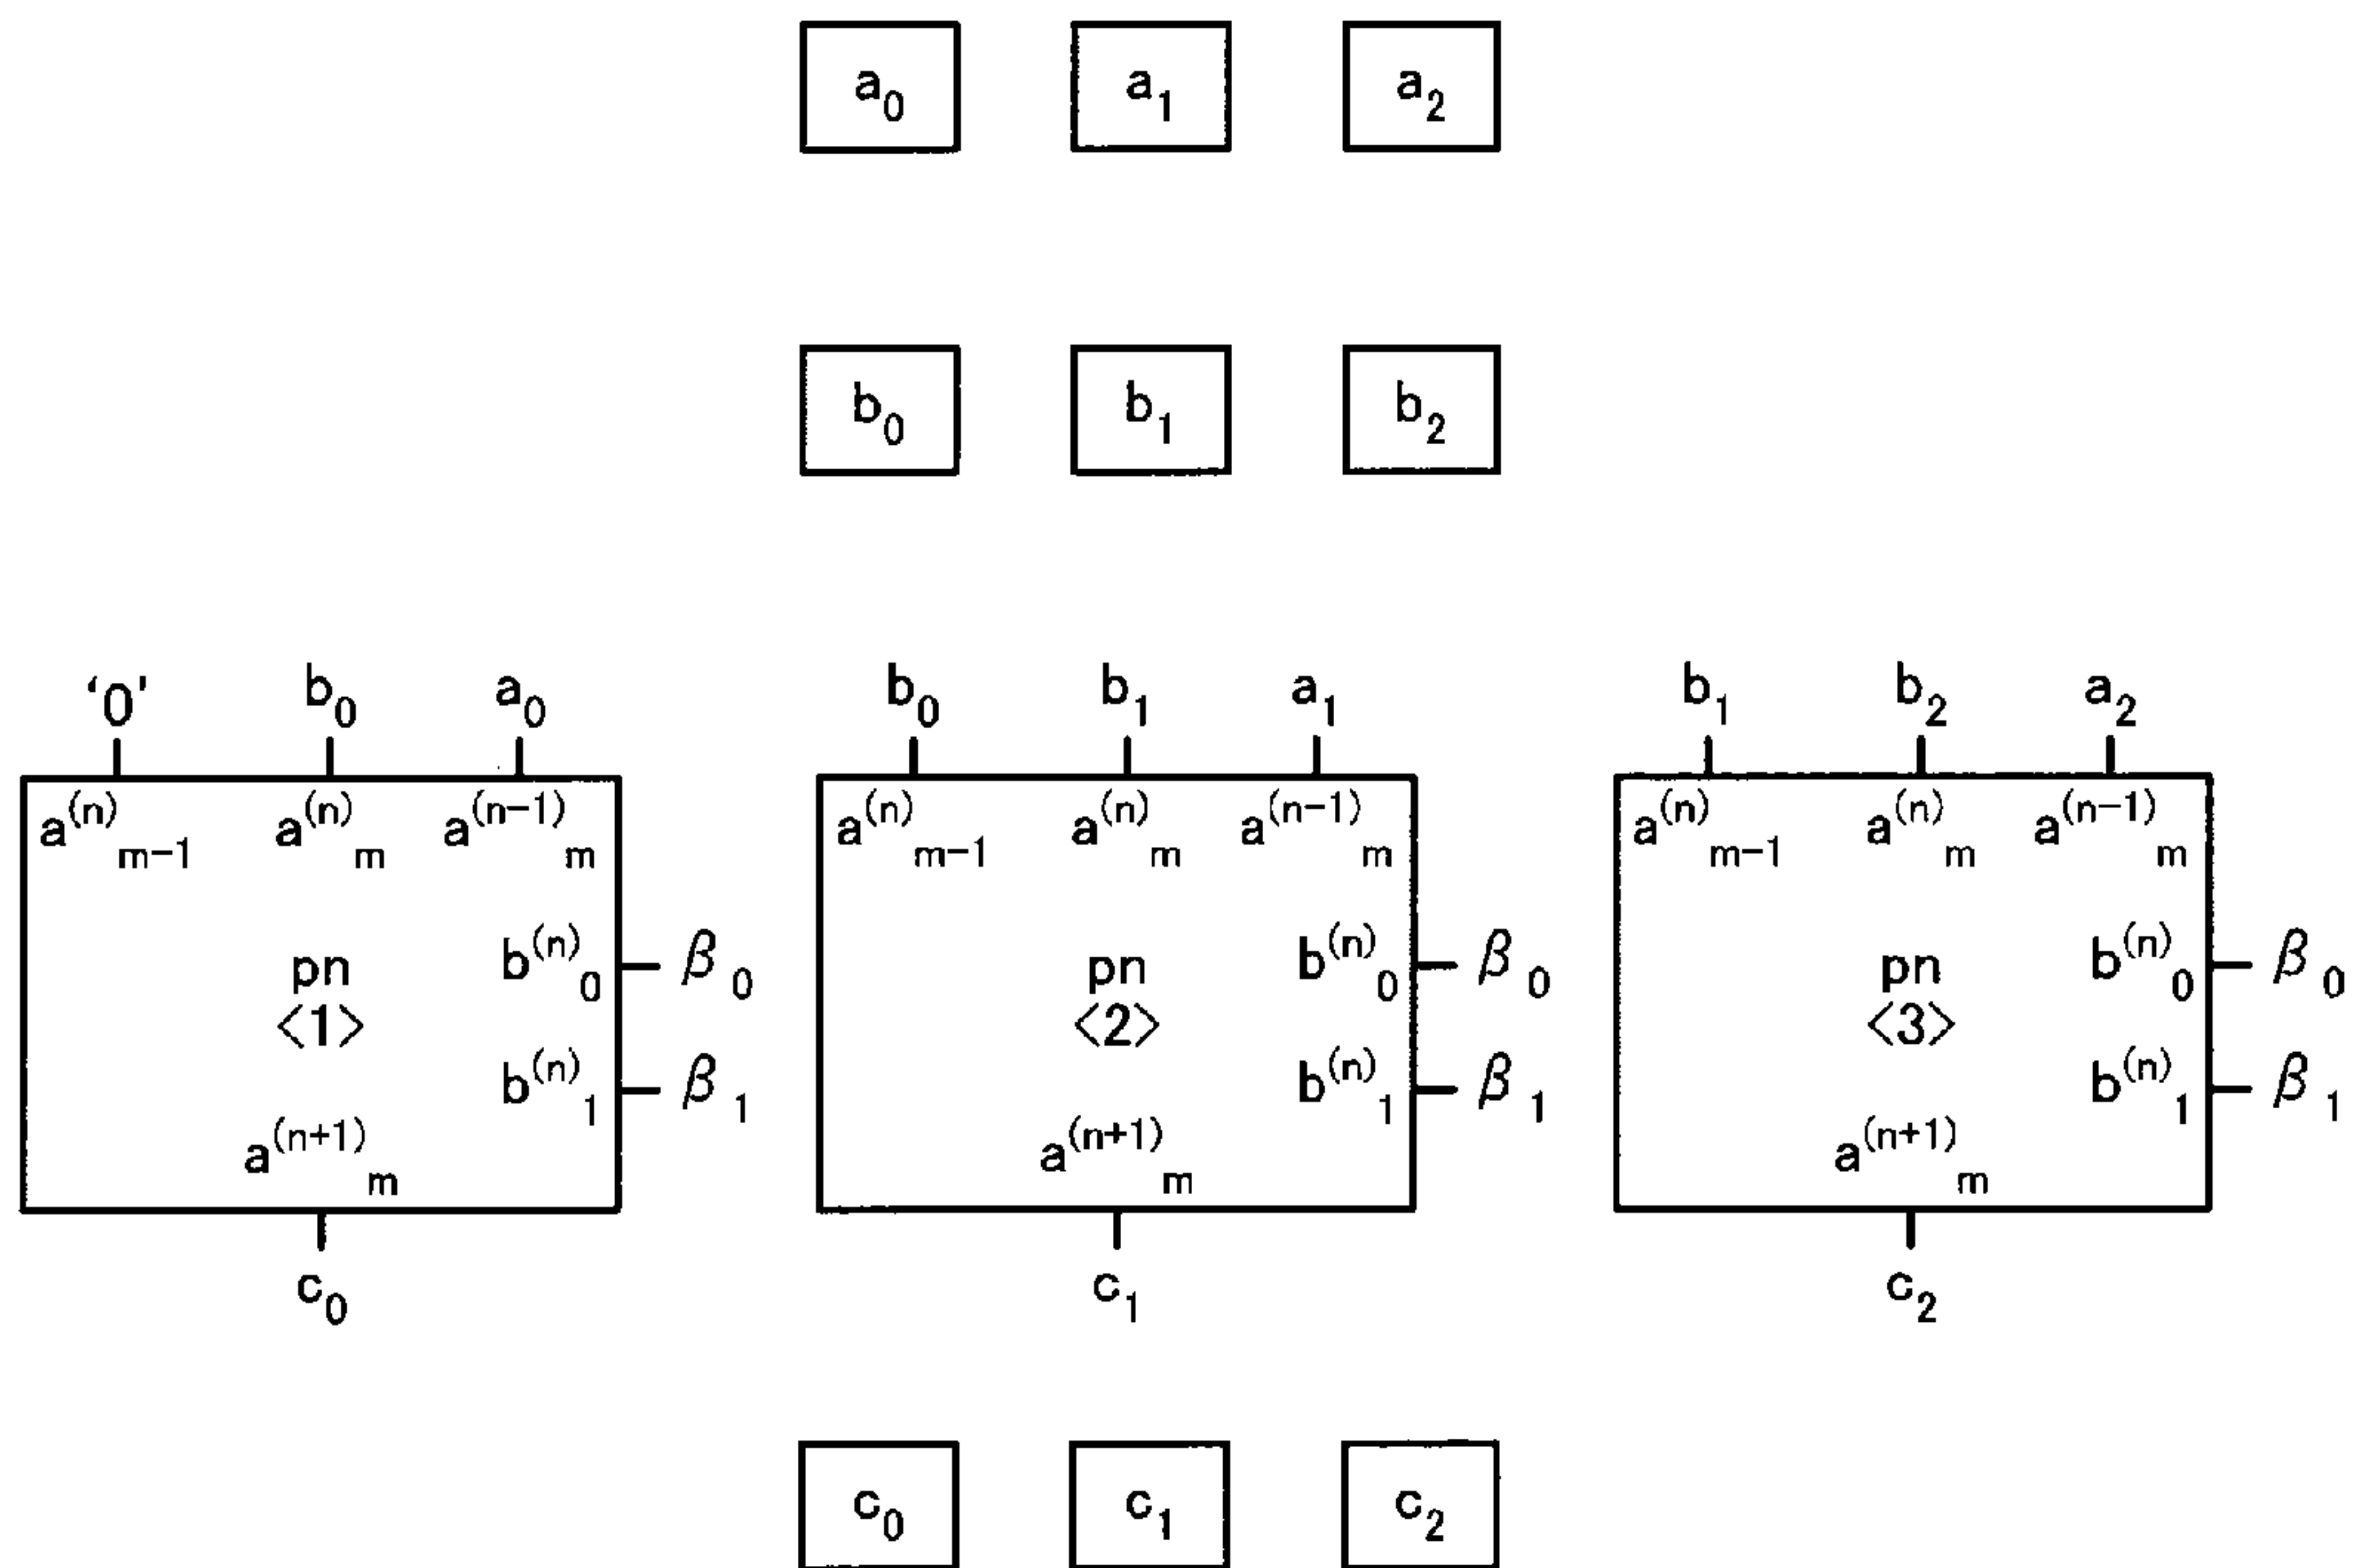 a₀ a₁ a₂
b₀ b₁ b₂
‘0’ b₀ a₀ b₀ b₁ a₁ b₁ b₂ a₂
a⁽ⁿ⁾ₘ₋₁ a⁽ⁿ⁾ₘ a⁽ⁿ⁻¹⁾ₘ a⁽ⁿ⁾ₘ₋₁ a⁽ⁿ⁾ₘ a⁽ⁿ⁻¹⁾ₘ a⁽ⁿ⁾ₘ₋₁ a⁽ⁿ⁾ₘ a⁽ⁿ⁻¹⁾ₘ
pn b⁽ⁿ⁾₀ β₀ pn b⁽ⁿ⁾₀ β₀ pn b⁽ⁿ⁾₀ β₀
<1> <2> <3>
b⁽ⁿ⁾₁ β₁ b⁽ⁿ⁾₁ β₁ b⁽ⁿ⁾₁ β₁
a⁽ⁿ⁺¹⁾ₘ a⁽ⁿ⁺¹⁾ₘ a⁽ⁿ⁺¹⁾ₘ
c₀ c₁ c₂
c₀ c₁ c₂